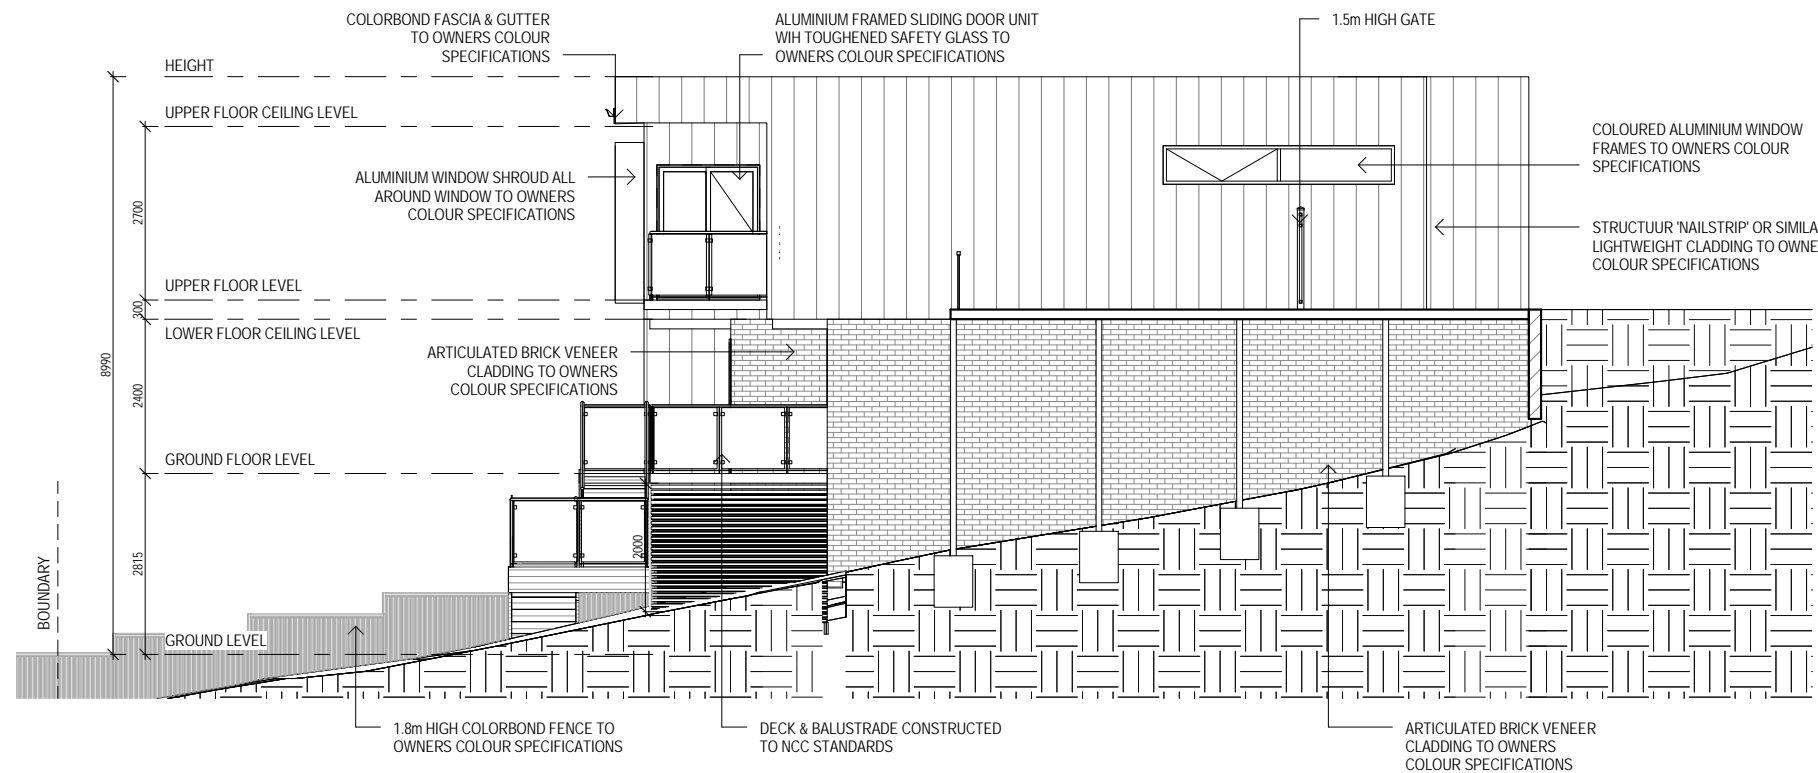 COLORBOND FASCIA & GUTTER
TO OWNERS COLOUR
SPECIFICATIONS
ALUMINIUM FRAMED SLIDING DOOR UNIT
WIH TOUGHENED SAFETY GLASS TO
OWNERS COLOUR SPECIFICATIONS
1.5m HIGH GATE
HEIGHT
UPPER FLOOR CEILING LEVEL
COLOURED ALUMINIUM WINDOW
FRAMES TO OWNERS COLOUR
SPECIFICATIONS
ALUMINIUM WINDOW SHROUD ALL
AROUND WINDOW TO OWNERS
COLOUR SPECIFICATIONS
2700
STRUCTUUR 'NAILSTRIP' OR SIMILA
LIGHTWEIGHT CLADDING TO OWNE
COLOUR SPECIFICATIONS
UPPER FLOOR LEVEL
300
LOWER FLOOR CEILING LEVEL
8990
2400
ARTICULATED BRICK VENEER
CLADDING TO OWNERS
COLOUR SPECIFICATIONS
GROUND FLOOR LEVEL
2000
2815
BOUNDARY
GROUND LEVEL
1.8m HIGH COLORBOND FENCE TO
OWNERS COLOUR SPECIFICATIONS
DECK & BALUSTRADE CONSTRUCTED
TO NCC STANDARDS
ARTICULATED BRICK VENEER
CLADDING TO OWNERS
COLOUR SPECIFICATIONS